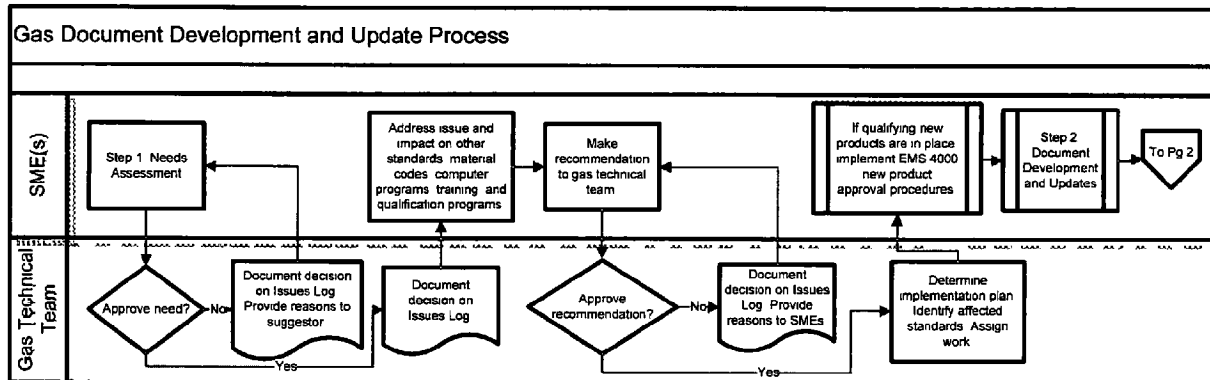 Gas Document Development and Update Process
SME(s)
Step 1 Needs
Assessment
Address issue and
impact on other
standards material
codes computer
programs training and
qualification programs
Make
recommendation
to gas technical
team
If qualifying new
products are in place
implement EMS 4000
new product
approval procedures
Step 2
Document
Development
and Updates
To Pg 2
Gas Technical
Team
Approve need?
No
Document decision
on Issues Log
Provide reasons to
suggestor
Yes
Document
decision on
Issues Log
Approve
recommendation?
No
Document
decision on Issues
Log Provide
reasons to SMEs
Yes
Determine
implementation plan
Identify affected
standards Assign
work